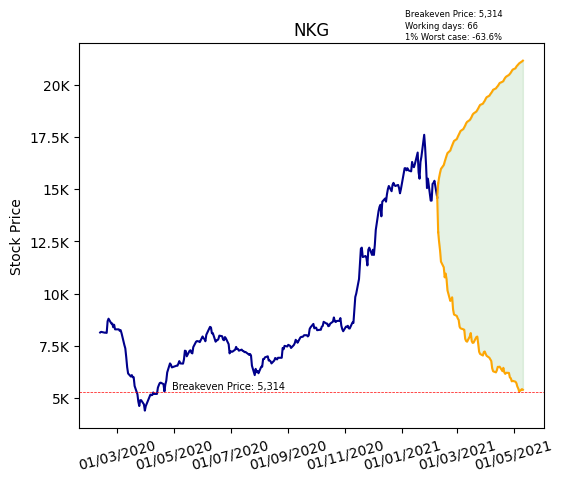 Breakeven Price: 5,314
Working days: 66
1% Worst case: -63.6%
NKG
Stock Price
20K
17.5K
15K
12.5K
10K
7.5K
5K
Breakeven Price: 5,314
01/03/2020 01/05/2020 01/07/2020 01/09/2020 01/11/2020 01/01/2021 01/03/2021 01/05/2021